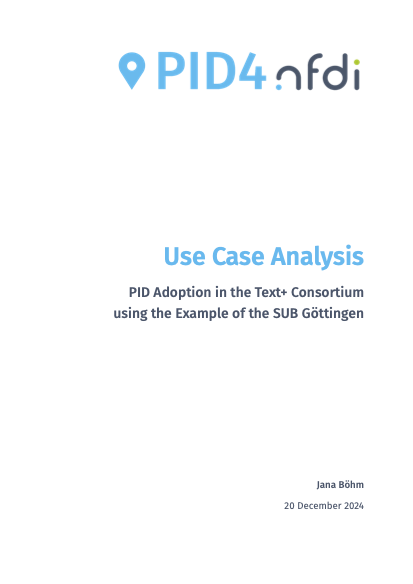 PID4nfdi
Use Case Analysis
PID Adoption in the Text+ Consortium
using the Example of the SUB Göttingen
Jana Böhm
20 December 2024